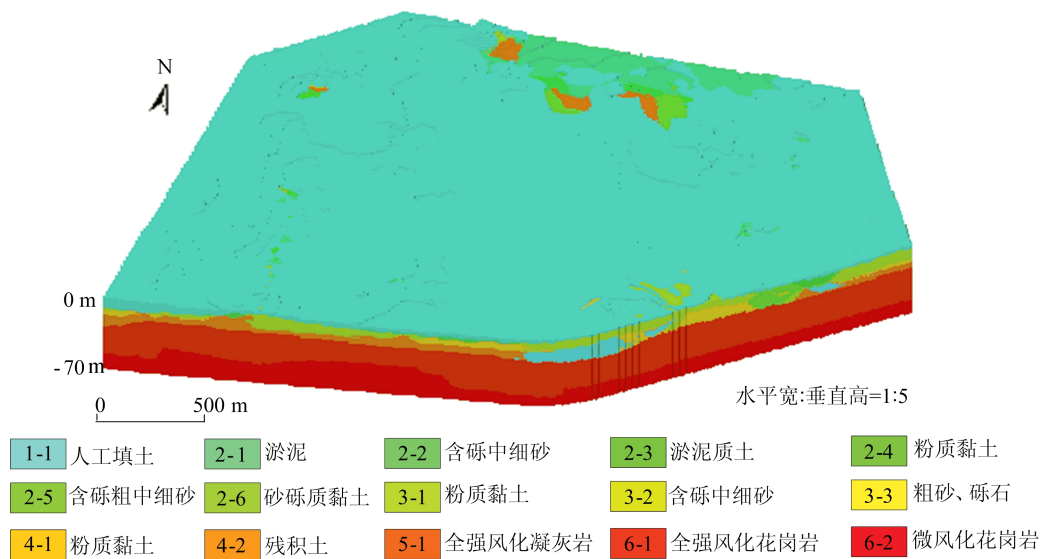 N
0 m
-70 m
0 500 m
水平宽:垂直高=1:5
1-1 人工填土 2-1 淤泥 2-2 含砾中细砂 2-3 淤泥质土 2-4 粉质黏土
2-5 含砾粗中细砂 2-6 砂砾质黏土 3-1 粉质黏土 3-2 含砾中细砂 3-3 粗砂、砾石
4-1 粉质黏土 4-2 残积土 5-1 全强风化凝灰岩 6-1 全强风化花岗岩 6-2 微风化花岗岩